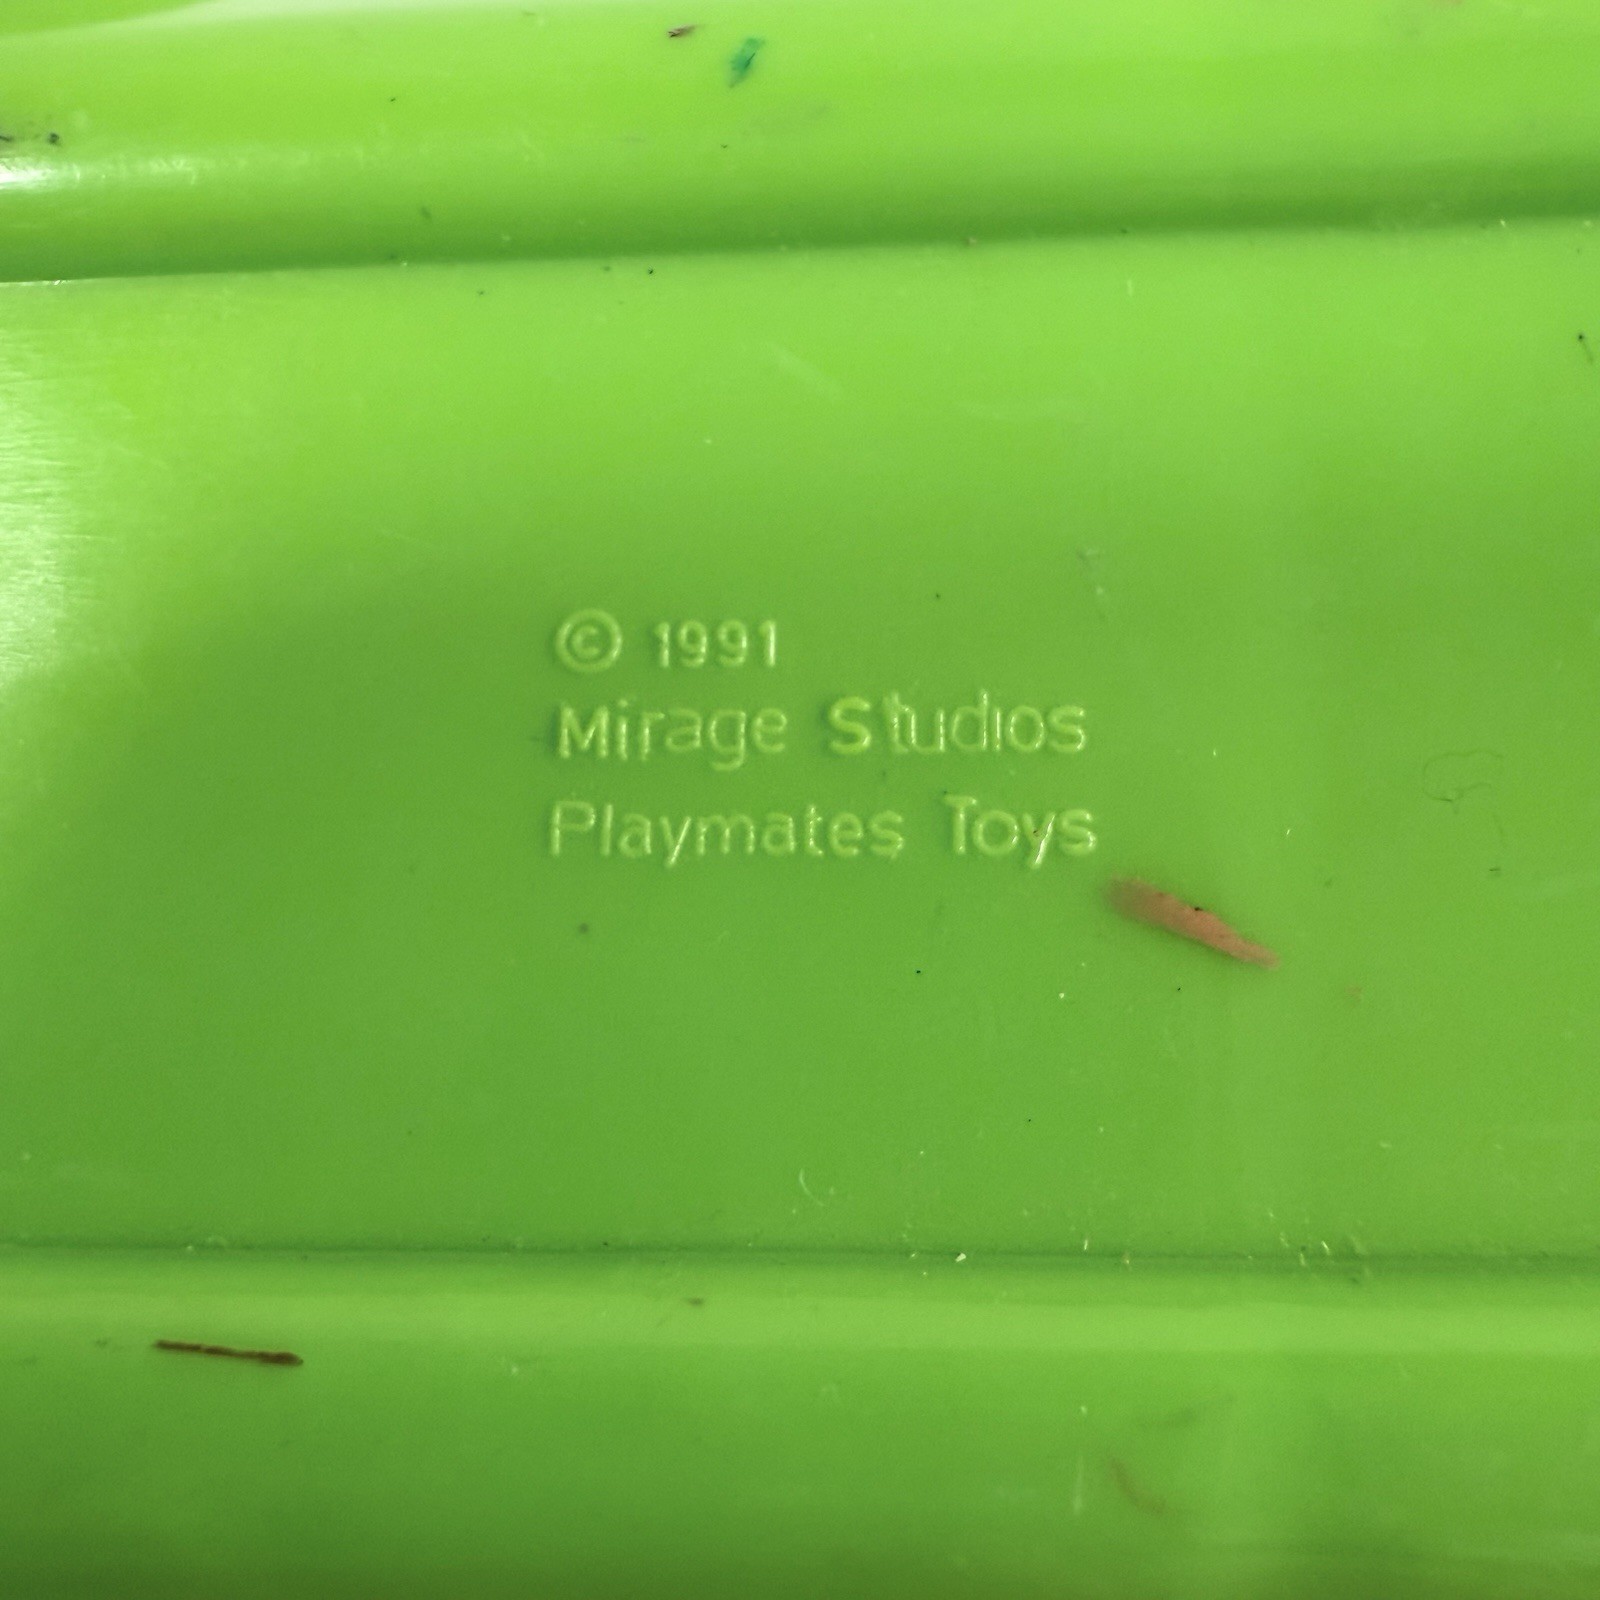 © 1991
Mirage Studios
Playmates Toys